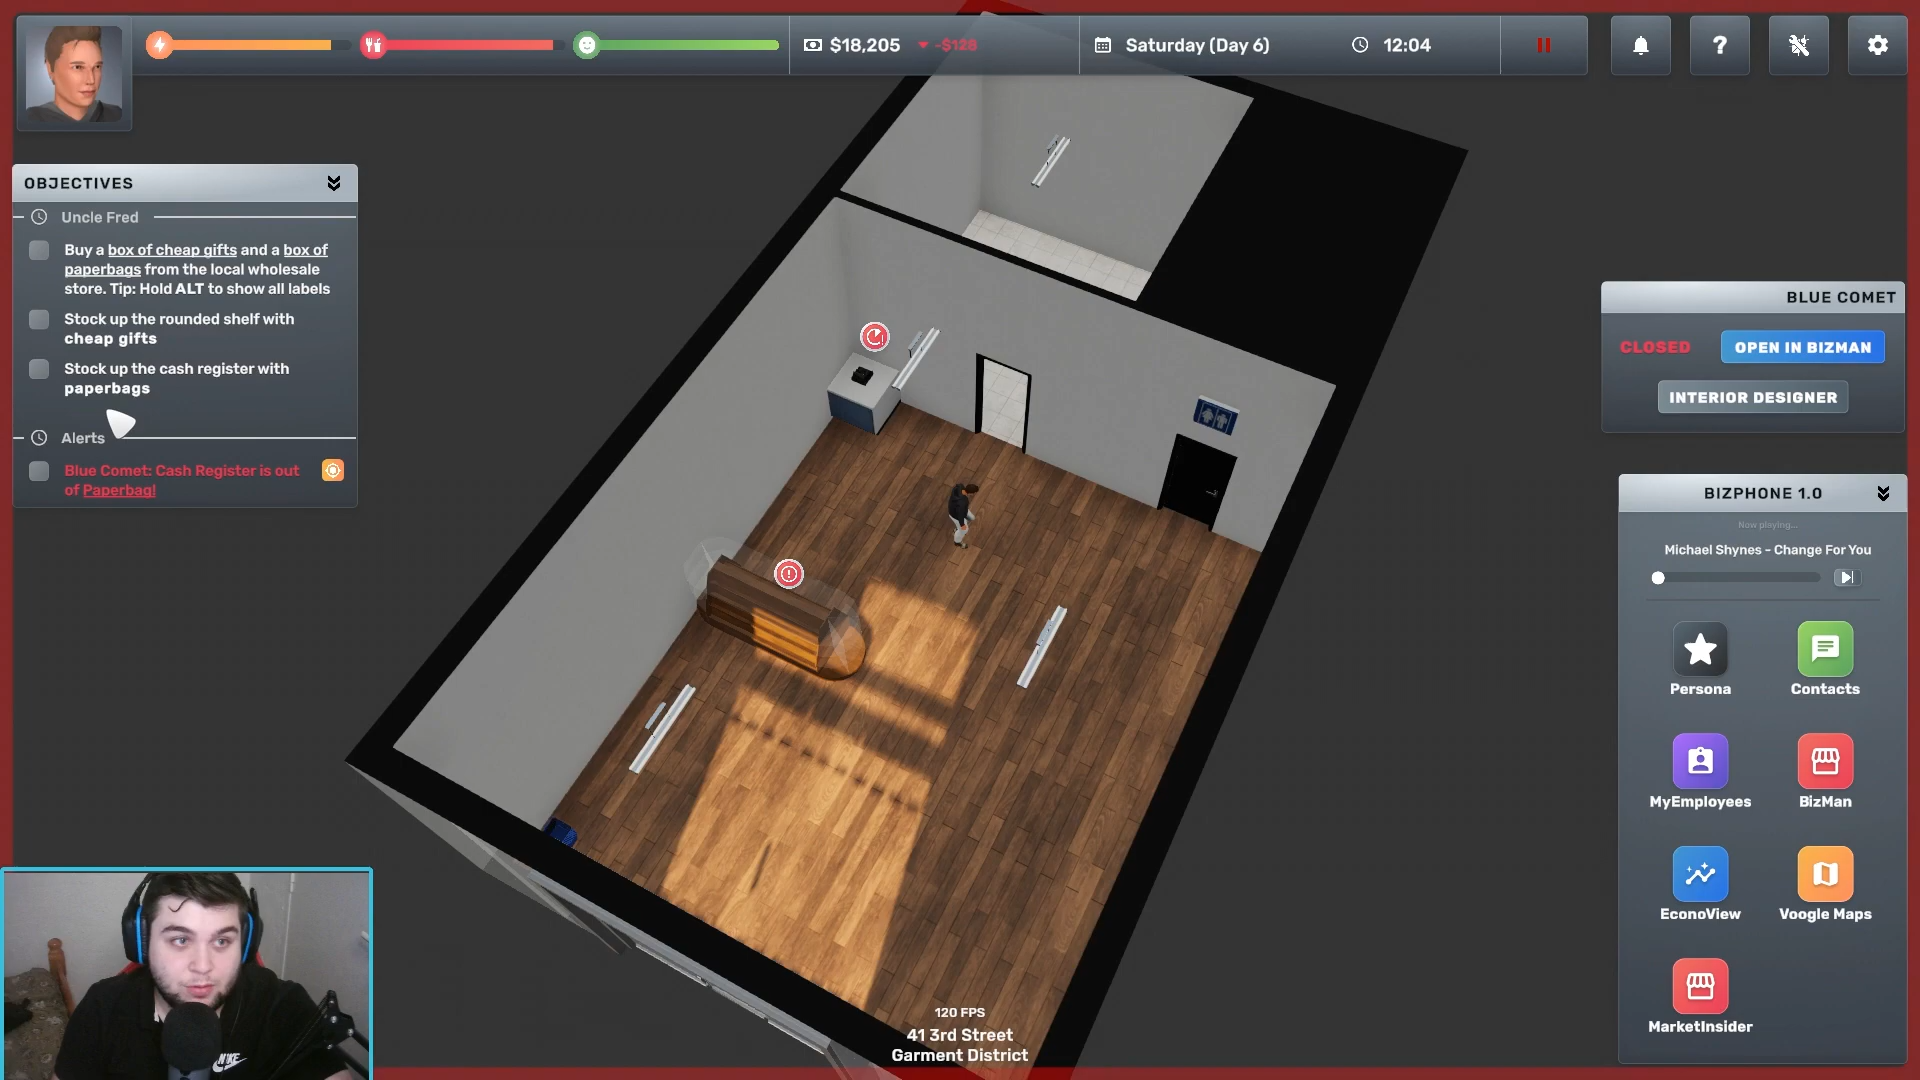 $18,205
-$128
Saturday (Day 6)
12:04
?
OBJECTIVES
Uncle Fred
Buy a box of cheap gifts and a box of
paperbags from the local wholesale
store. Tip: Hold ALT to show all labels
Stock up the rounded shelf with
cheap gifts
Stock up the cash register with
paperbags
Alerts
Blue Comet: Cash Register is out
of Paperbag!
BLUE COMET
CLOSED
OPEN IN BIZMAN
INTERIOR DESIGNER
BIZPHONE 1.0
Now playing...
Michael Shynes - Change For You
Persona
Contacts
MyEmployees
BizMan
EconoView
Voogle Maps
MarketInsider
120 FPS
41 3rd Street
Garment District
NIKE